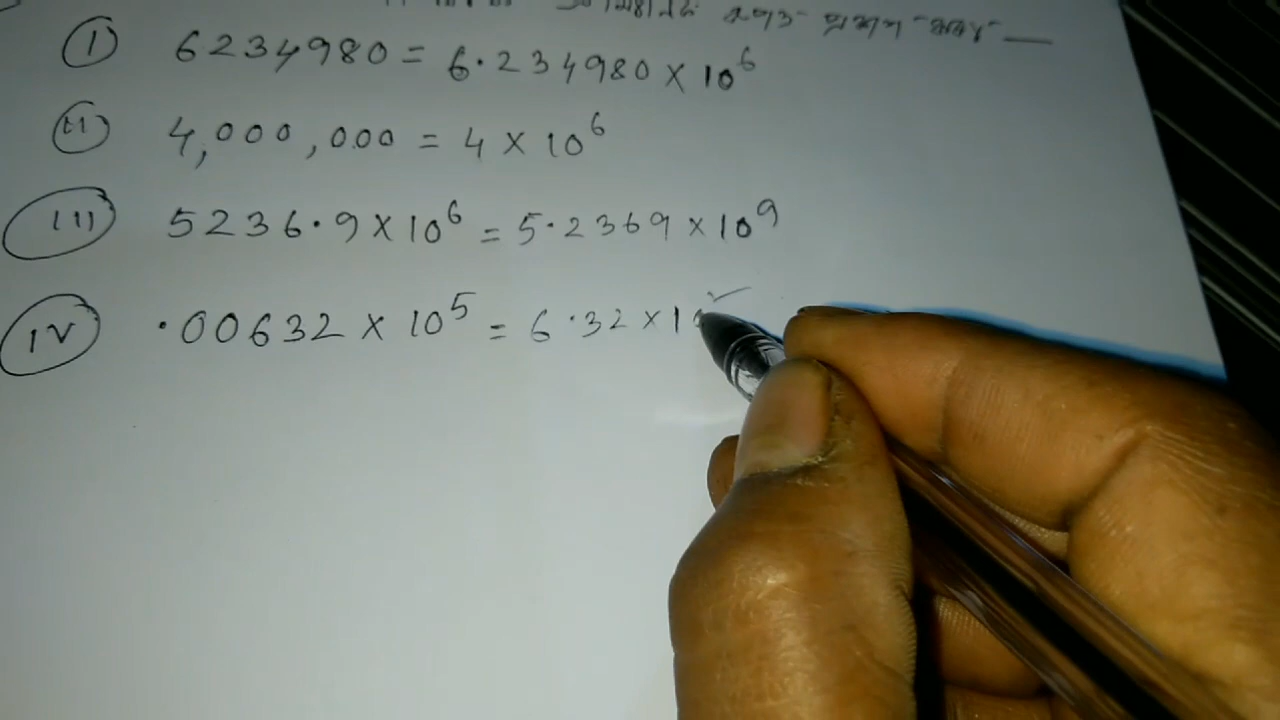 (I) 6234980 = 6.234980 × 10⁶
(II) 4,000,000 = 4 × 10⁶
(III) 5236.9 × 10⁶ = 5.2369 × 10⁹
(IV) .00632 × 10⁵ = 6.32 × 10